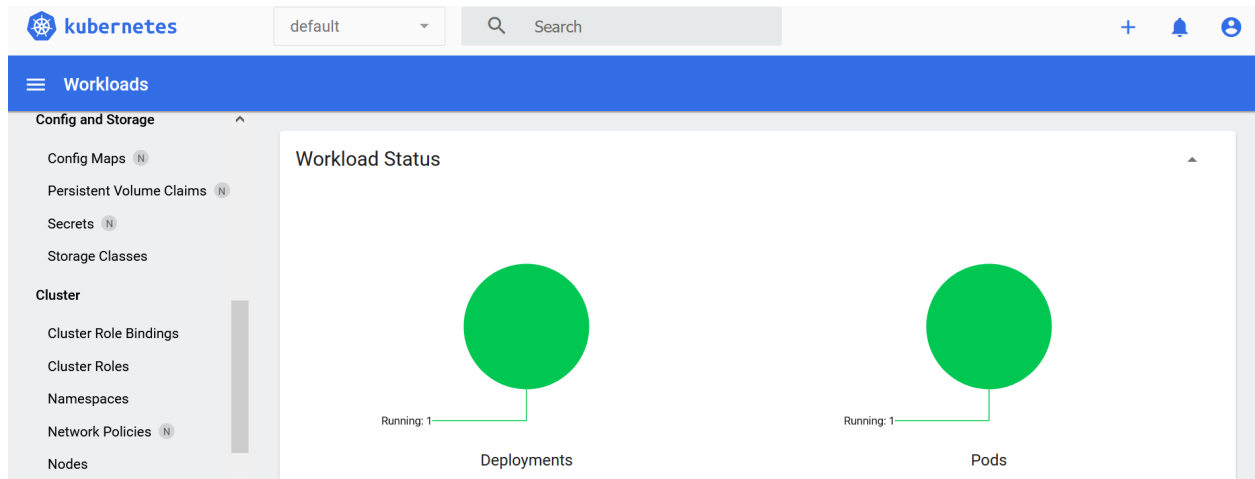 kubernetes
default
Search
Workloads
Config and Storage
Config Maps N
Persistent Volume Claims N
Secrets N
Storage Classes
Cluster
Cluster Role Bindings
Cluster Roles
Namespaces
Network Policies N
Nodes
Workload Status
Running: 1
Deployments
Running: 1
Pods